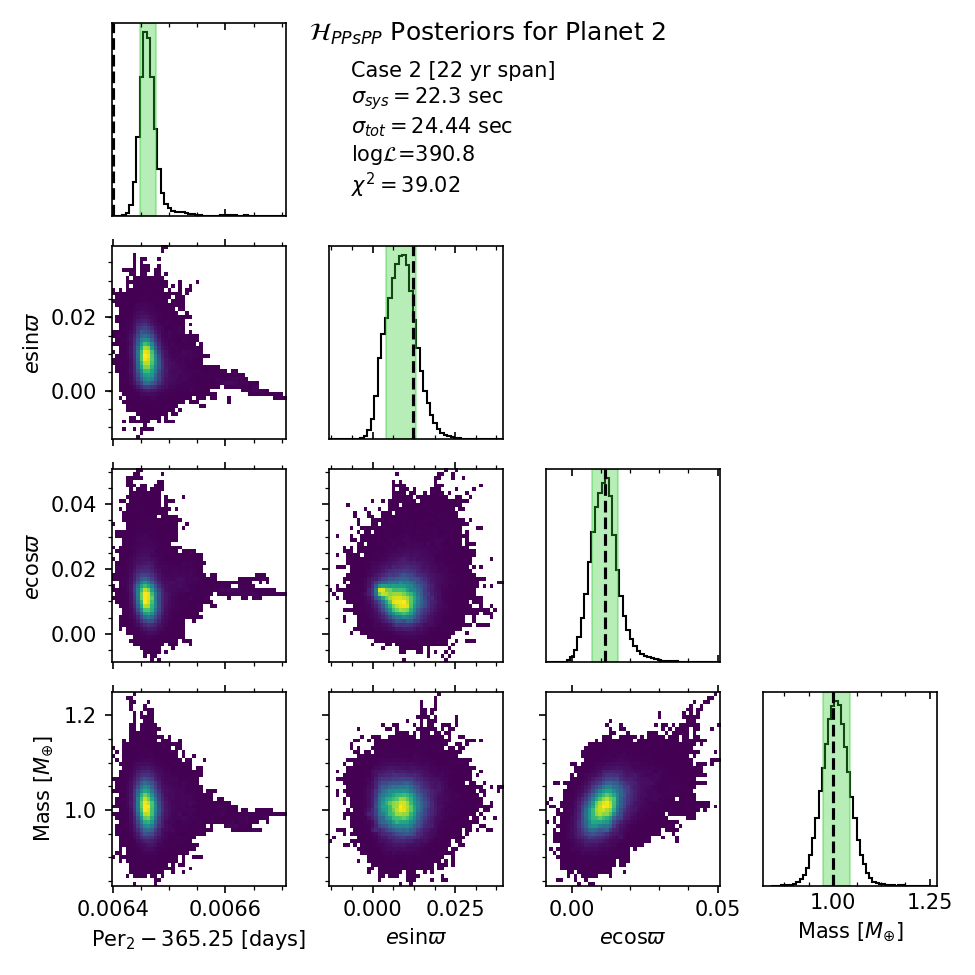 ℋ_PPsPP Posteriors for Planet 2
Case 2 [22 yr span]
σ_sys = 22.3 sec
σ_tot = 24.44 sec
logℒ=390.8
χ² = 39.02
0.02
0.00
esinϖ
0.04
0.02
0.00
ecosϖ
1.2
1.0
Mass [M⊕]
0.0064 0.0066
0.000 0.025
0.00 0.05
1.00 1.25
Per₂ − 365.25 [days]
esinϖ
ecosϖ
Mass [M⊕]